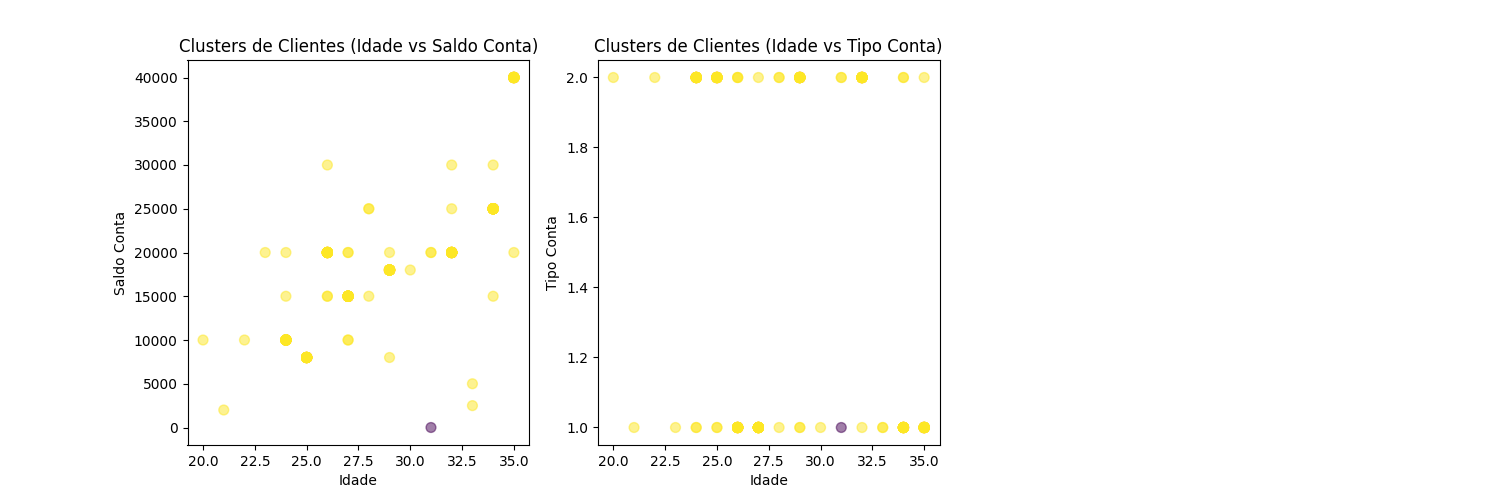 Clusters de Clientes (Idade vs Saldo Conta)
40000
35000
30000
25000
20000
15000
10000
5000
0
Saldo Conta
20.0 22.5 25.0 27.5 30.0 32.5 35.0
Idade
Clusters de Clientes (Idade vs Tipo Conta)
2.0
1.8
1.6
1.4
1.2
1.0
Tipo Conta
20.0 22.5 25.0 27.5 30.0 32.5 35.0
Idade